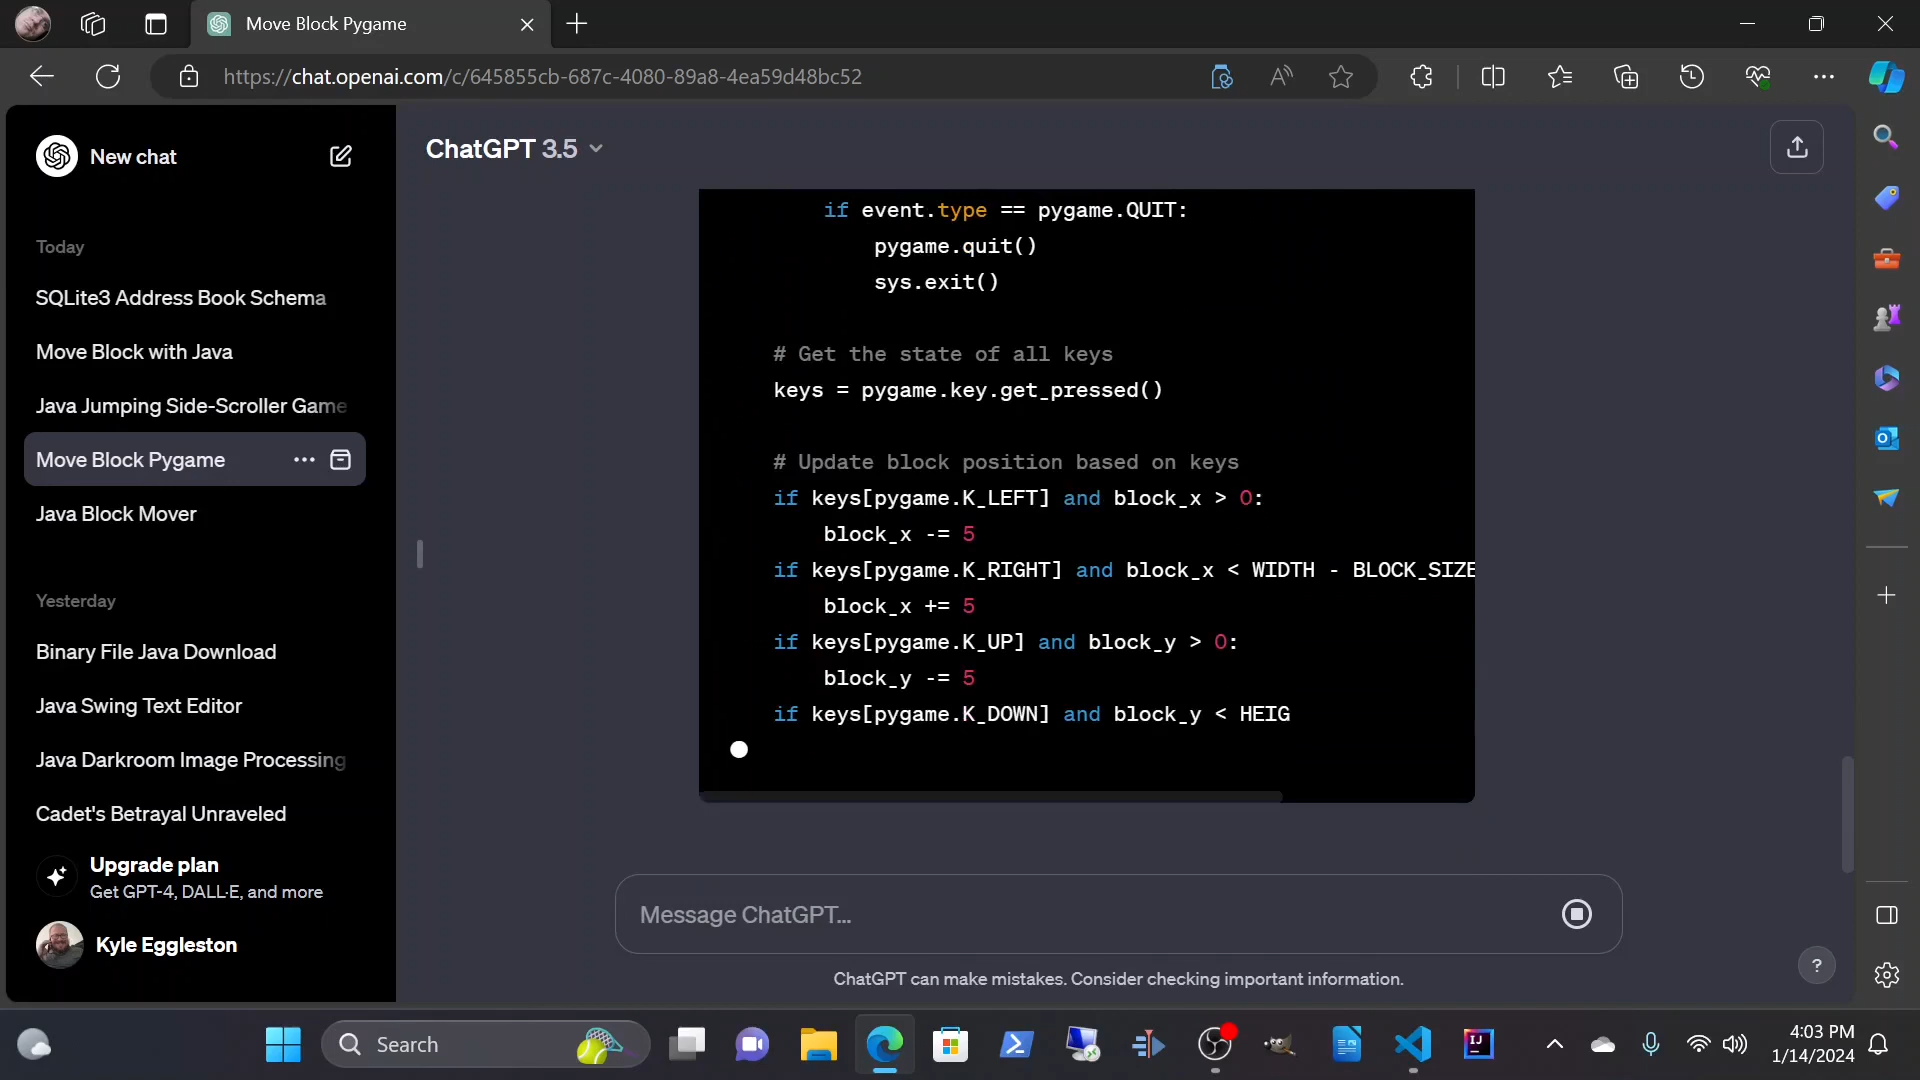 Move Block Pygame
https://chat.openai.com/c/645855cb-687c-4080-89a8-4ea59d48bc52
New chat
Today
SQLite3 Address Book Schema
Move Block with Java
Java Jumping Side-Scroller Game
Move Block Pygame
Java Block Mover
Yesterday
Binary File Java Download
Java Swing Text Editor
Java Darkroom Image Processing
Cadet's Betrayal Unraveled
Upgrade plan
Get GPT-4, DALL·E, and more
Kyle Eggleston
ChatGPT 3.5
if event.type == pygame.QUIT:
pygame.quit()
sys.exit()
# Get the state of all keys
keys = pygame.key.get_pressed()
# Update block position based on keys
if keys[pygame.K_LEFT] and block_x > 0:
block_x -= 5
if keys[pygame.K_RIGHT] and block_x < WIDTH - BLOCK_SIZE
block_x += 5
if keys[pygame.K_UP] and block_y > 0:
block_y -= 5
if keys[pygame.K_DOWN] and block_y < HEIG
Message ChatGPT...
ChatGPT can make mistakes. Consider checking important information.
?
Search
4:03 PM
1/14/2024